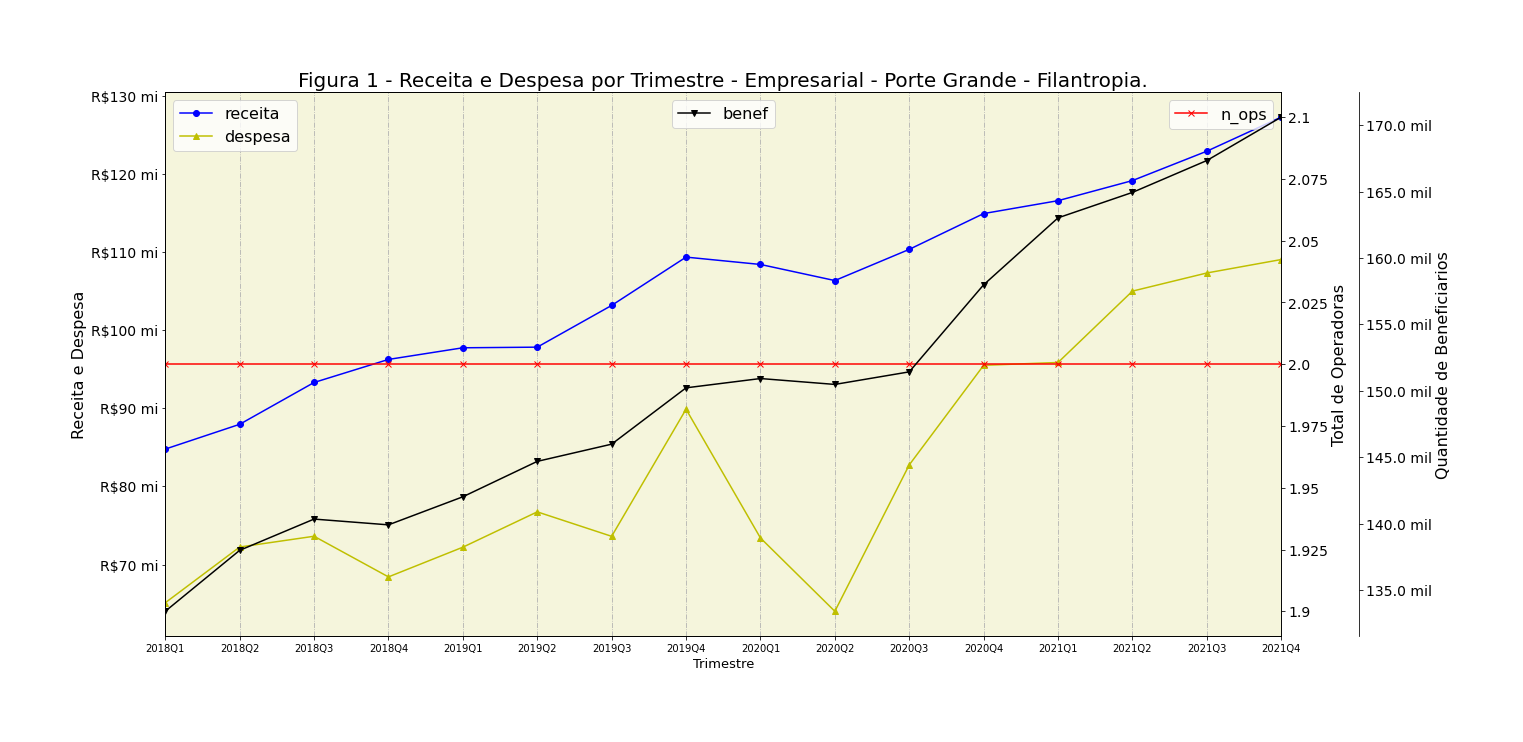 Figura 1 - Receita e Despesa por Trimestre - Empresarial - Porte Grande - Filantropia.
receita
despesa
benef
n_ops
Receita e Despesa
R$130 mi
R$120 mi
R$110 mi
R$100 mi
R$90 mi
R$80 mi
R$70 mi
2.1
2.075
2.05
2.025
2.0
1.975
1.95
1.925
1.9
Total de Operadoras
170.0 mil
165.0 mil
160.0 mil
155.0 mil
150.0 mil
145.0 mil
140.0 mil
135.0 mil
Quantidade de Beneficiarios
2018Q1 2018Q2 2018Q3 2018Q4 2019Q1 2019Q2 2019Q3 2019Q4 2020Q1 2020Q2 2020Q3 2020Q4 2021Q1 2021Q2 2021Q3 2021Q4
Trimestre